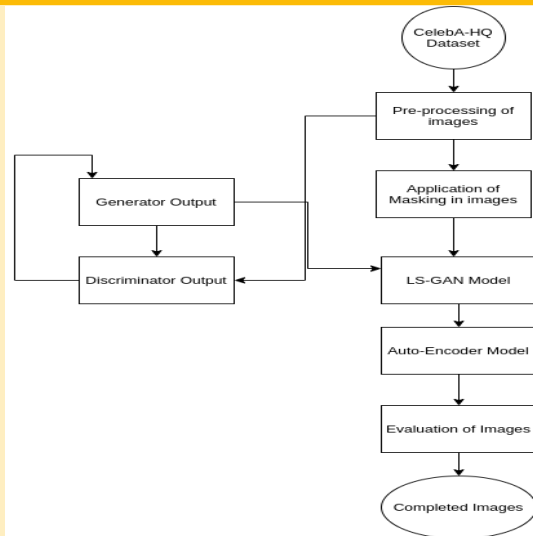 CelebA-HQ
Dataset
Pre-processing of
images
Application of
Masking in images
Generator Output
Discriminator Output
LS-GAN Model
Auto-Encoder Model
Evaluation of Images
Completed Images